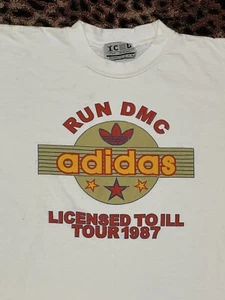 RUN DMC
adidas
LICENSED TO ILL
TOUR 1987